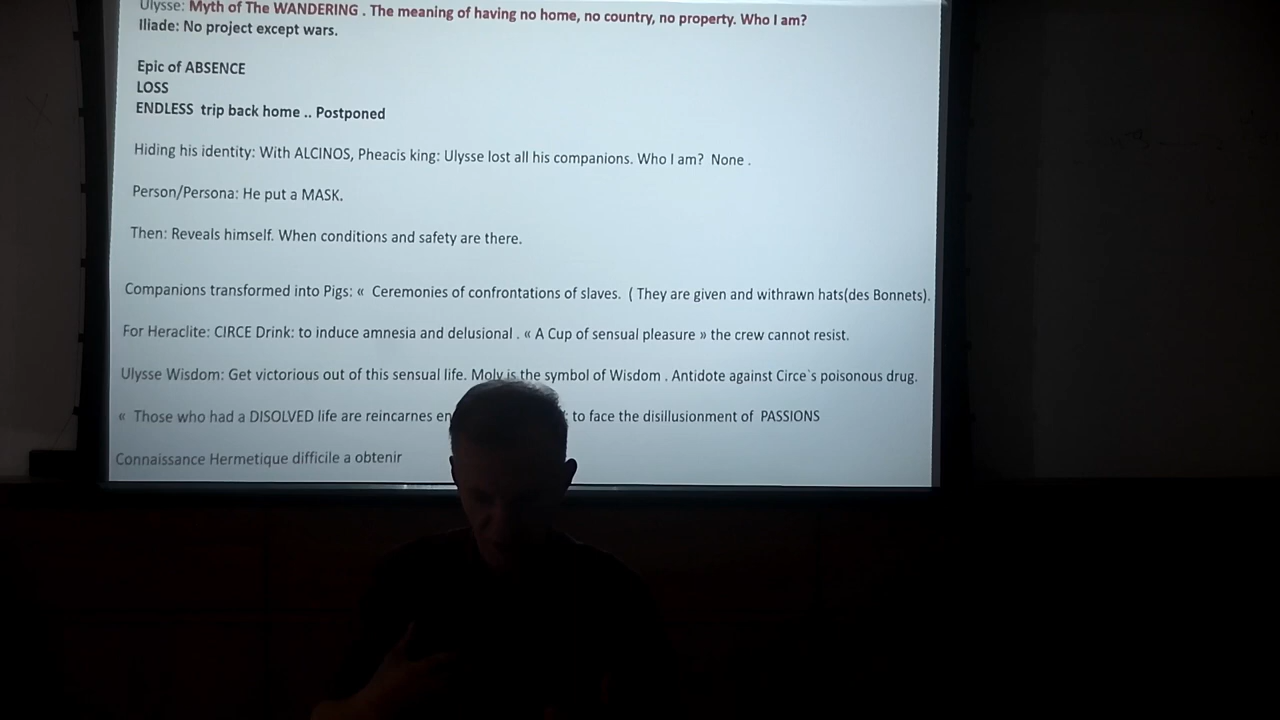 Ulysse: Myth of The WANDERING . The meaning of having no home, no country, no property. Who I am?
Iliade: No project except wars.
Epic of ABSENCE
LOSS
ENDLESS trip back home .. Postponed
Hiding his identity: With ALCINOS, Pheacis king: Ulysse lost all his companions. Who I am? None .
Person/Persona: He put a MASK.
Then: Reveals himself. When conditions and safety are there.
Companions transformed into Pigs: « Ceremonies of confrontations of slaves. ( They are given and withrawn hats(des Bonnets).
For Heraclite: CIRCE Drink: to induce amnesia and delusional . « A Cup of sensual pleasure » the crew cannot resist.
Ulysse Wisdom: Get victorious out of this sensual life. Moly is the symbol of Wisdom . Antidote against Circe`s poisonous drug.
« Those who had a DISOLVED life are reincarnes to face the disillusionment of PASSIONS
Connaissance Hermetique difficile a obtenir